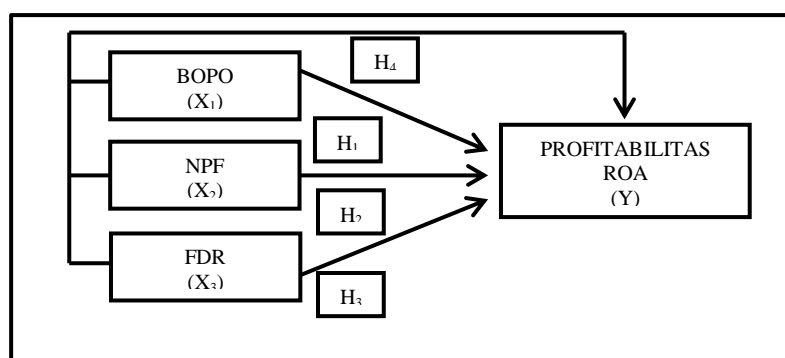 H₄
BOPO
(X₁)
H₁
NPF
(X₂)
PROFITABILITAS
ROA
(Y)
H₂
FDR
(X₃)
H₃